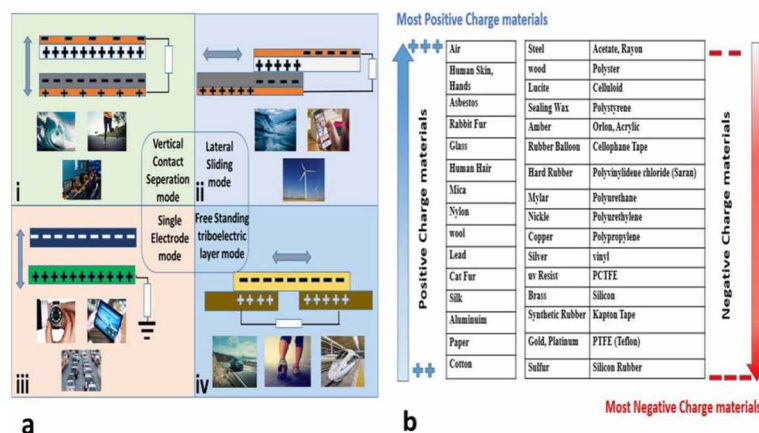 i
Vertical
Contact
Seperation
mode
ii
Lateral
Sliding
mode
iii
Single
Electrode
mode
iv
Free Standing
triboelectric
layer mode
a
Most Positive Charge materials
+++
Positive Charge materials
++
Air
Human Skin,
Hands
Asbestos
Rabbit Fur
Glass
Human Hair
Mica
Nylon
wool
Lead
Cat Fur
Silk
Aluminuim
Paper
Cotton
Steel Acetate, Rayon
wood Polyster
Lucite Celluloid
Sealing Wax Polystyrene
Amber Orlon, Acrylic
Rubber Balloon Cellophane Tape
Hard Rubber Polyvinylidene chloride (Saran)
Mylar Polyurethane
Nickle Polyurethylene
Copper Polypropylene
Silver vinyl
uv Resist PCTFE
Brass Silicon
Synthetic Rubber Kapton Tape
Gold, Platinum PTFE (Teflon)
Sulfur Silicon Rubber
Negative Charge materials
Most Negative Charge materials
b